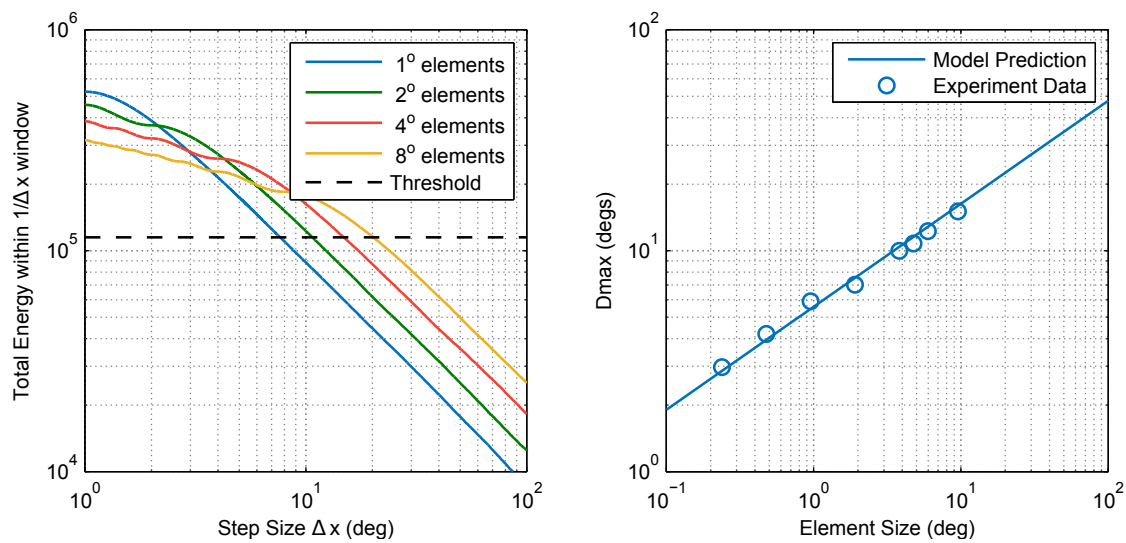 10^6
10^5
10^4
Total Energy within 1/Δx window
1° elements
2° elements
4° elements
8° elements
Threshold
10^0
10^1
10^2
Step Size Δ x (deg)
10^2
10^1
10^0
Dmax (degs)
Model Prediction
Experiment Data
10^−1
10^0
10^1
10^2
Element Size (deg)